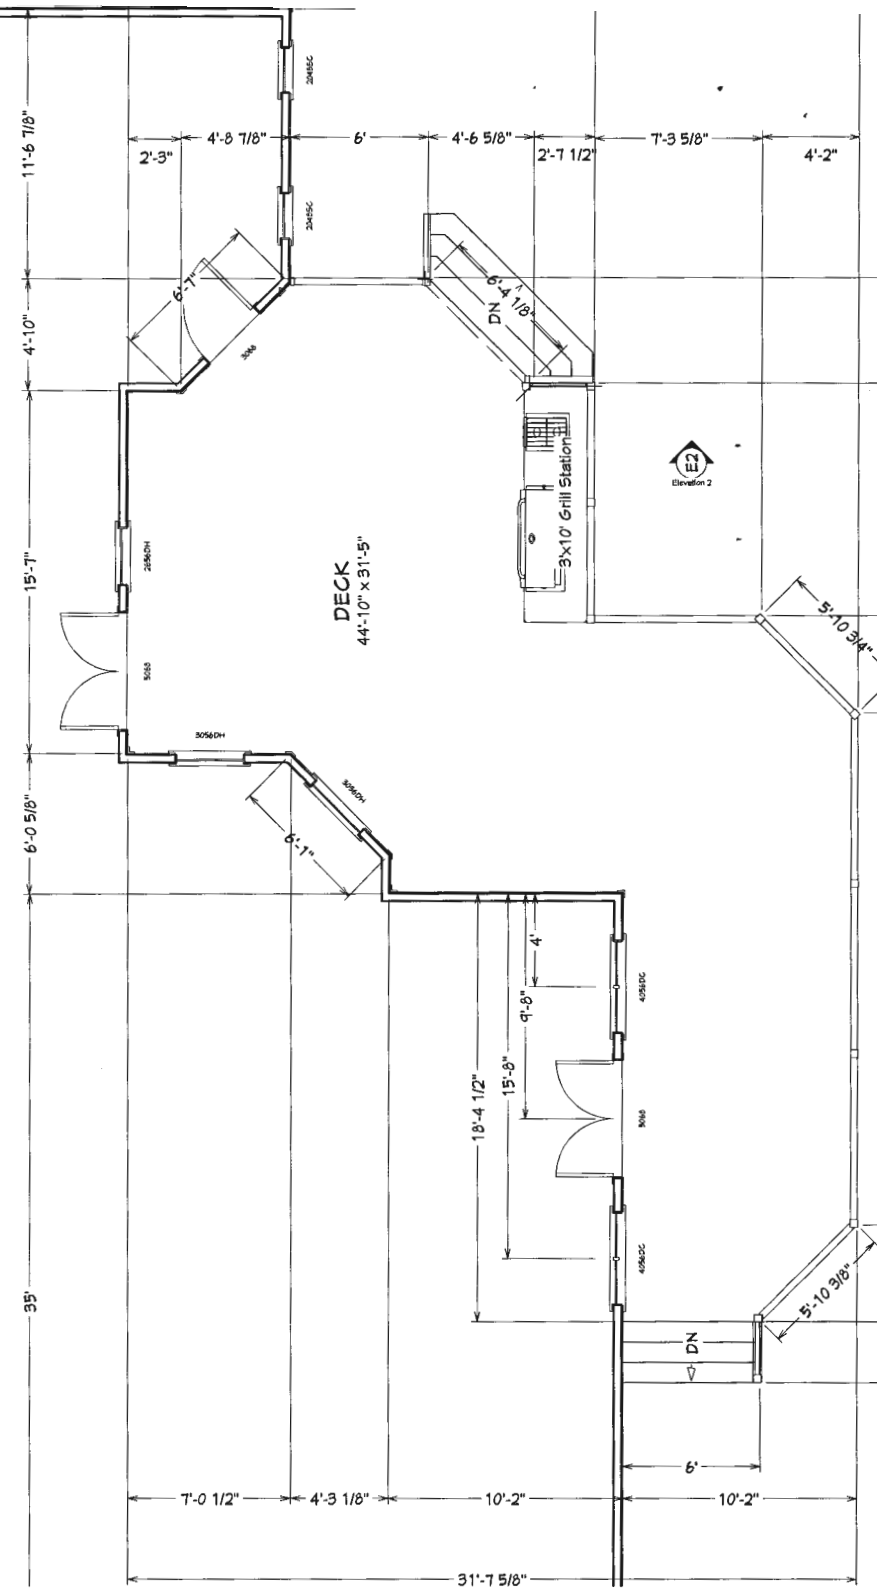 2045SC
11'-6 7/8"
2'-3"
4'-8 7/8"
6'
4'-6 5/8"
2'-7 1/2"
7'-3 5/8"
4'-2"
2045SC
6'-1"
6'-4 1/8"
DN
4'-10"
3068
3'x10' Grill Station
E2
Elevation 2
15'-7"
2656DH
DECK
44'-10" x 31'-5"
5'-10 3/4"
5068
3056DH
3056DH
6'-0 5/8"
6'-1"
4'
9'-8"
15'-8"
18'-4 1/2"
4056DC
5068
4056DC
35'
5'-10 3/8"
DN
6'
7'-0 1/2"
4'-3 1/8"
10'-2"
10'-2"
31'-7 5/8"